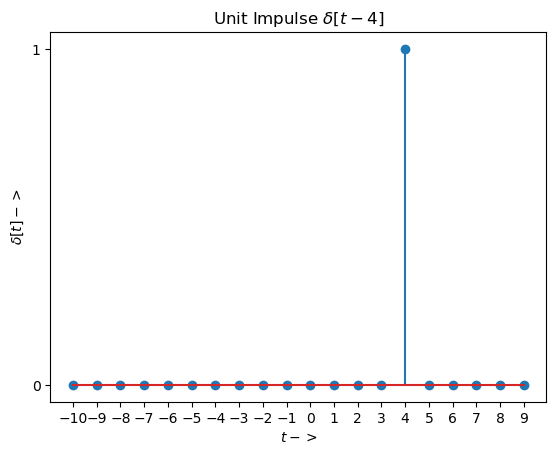 Unit Impulse δ[t − 4]
1
0
δ[t] − >
−10 −9 −8 −7 −6 −5 −4 −3 −2 −1 0 1 2 3 4 5 6 7 8 9
t − >